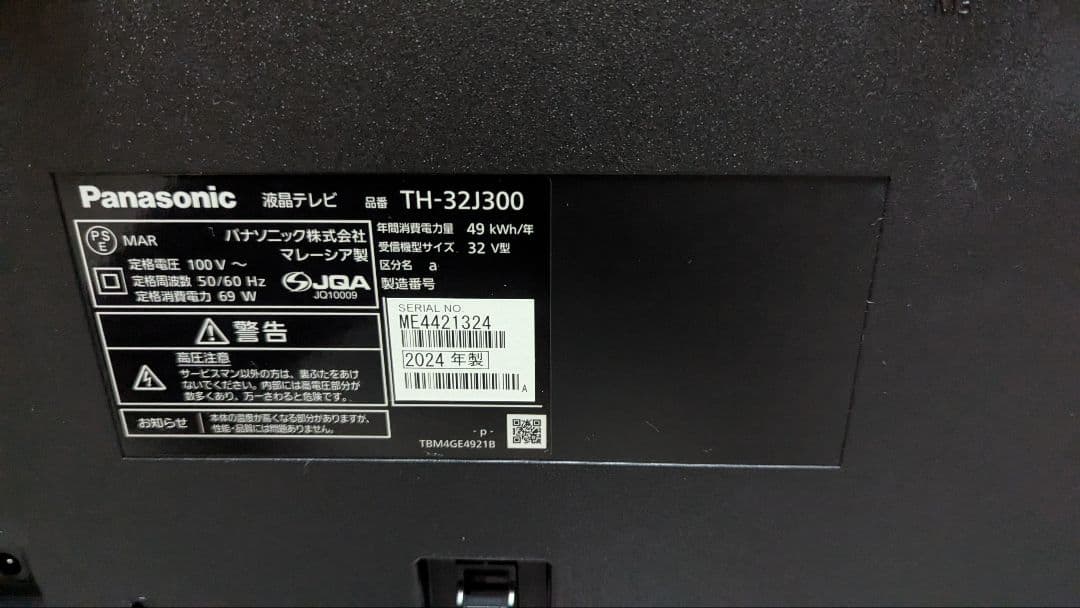 Panasonic 液晶テレビ 品番 TH-32J300
PS
E
MAR パナソニック株式会社
マレーシア製
定格電圧 100 V ～
定格周波数 50/60 Hz
定格消費電力 69 W
JQA
JQ10009
年間消費電力量 49 kWh/年
受信機型サイズ 32 V型
区分名 a
製造番号
SERIAL NO.
ME4421324
2024 年製
A
警告
高圧注意
サービスマン以外の方は、裏ぶたをあけ
ないでください。内部には高電圧部分が
数多くあり、万一さわると危険です。
お知らせ
本体の温度が高くなる部分がありますが、
性能・品質には問題ありません。
- p -
TBM4GE4921B